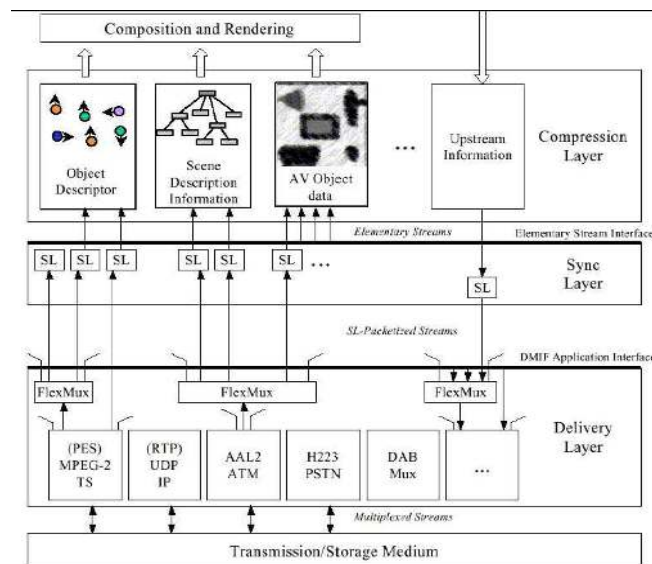 Composition and Rendering
Object
Descriptor
Scene
Description
Information
AV Object
data
...
Upstream
Information
Compression
Layer
Elementary Streams
Elementary Stream Interface
SL SL SL SL SL SL ...
SL
Sync
Layer
SL-Packetized Streams
DMIF Application Interface
FlexMux FlexMux FlexMux
(PES)
MPEG-2
TS
(RTP)
UDP
IP
AAL2
ATM
H223
PSTN
DAB
Mux
...
Delivery
Layer
Multiplexed Streams
Transmission/Storage Medium